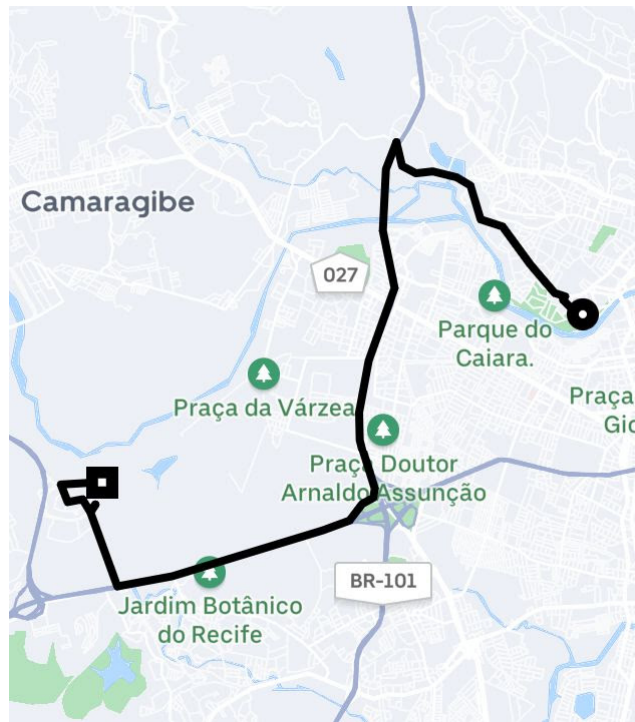 Camaragibe
027
Parque do
Caiara.
Praça da Várzea
Praça
Gio
Praça Doutor
Arnaldo Assunção
BR-101
Jardim Botânico
do Recife